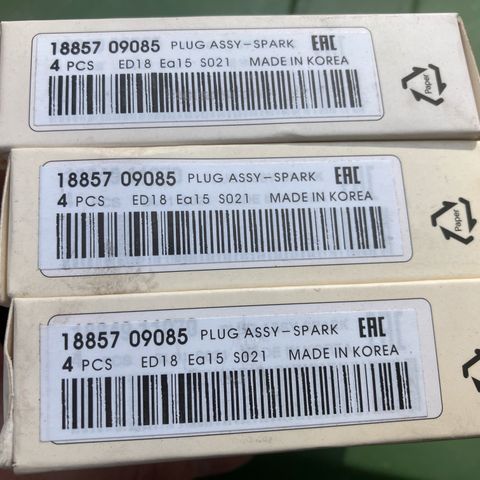 18857 09085 PLUG ASSY-SPARK EAC
4 PCS ED18 Ea15 S021 MADE IN KOREA
Paper
18857 09085 PLUG ASSY-SPARK EAC
4 PCS ED18 Ea15 S021 MADE IN KOREA
Paper
18857 09085 PLUG ASSY-SPARK EAC
4 PCS ED18 Ea15 S021 MADE IN KOREA